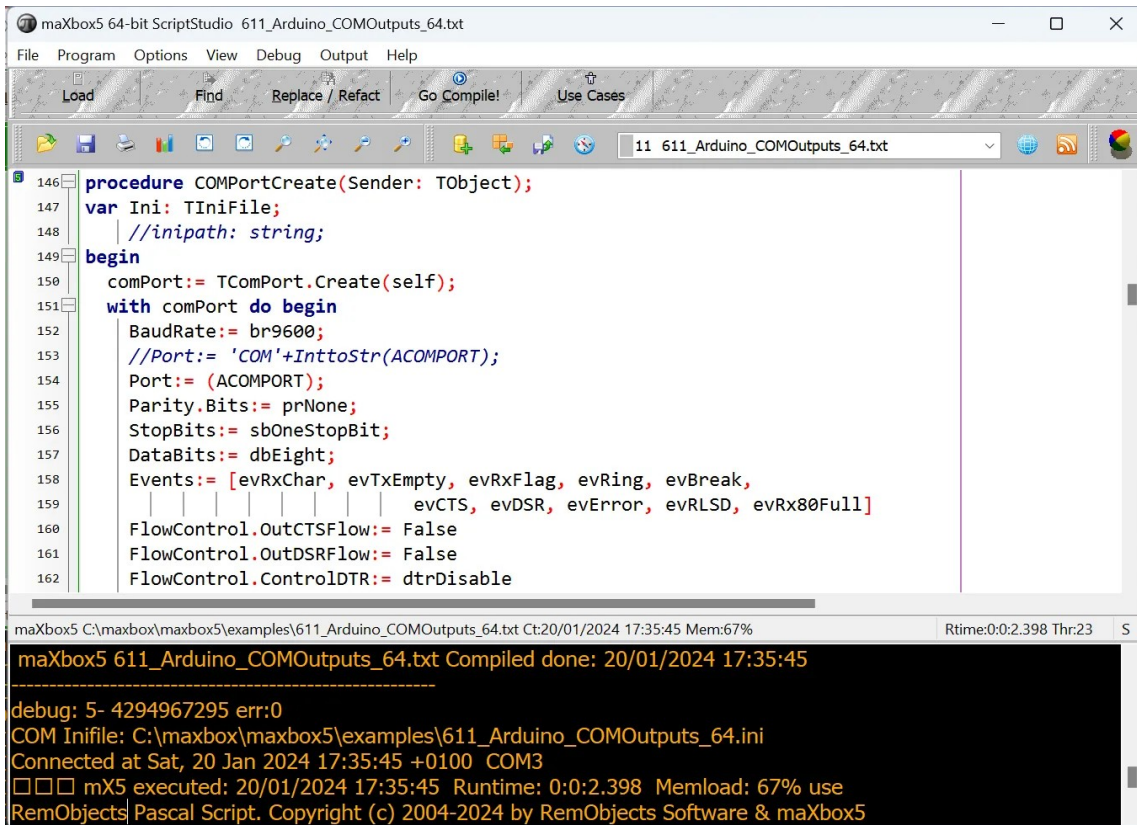 maXbox5 64-bit ScriptStudio 611_Arduino_COMOutputs_64.txt
File Program Options View Debug Output Help
Load Find Replace / Refact Go Compile! Use Cases
11 611_Arduino_COMOutputs_64.txt
146 procedure COMPortCreate(Sender: TObject);
147 var Ini: TIniFile;
148 //inipath: string;
149 begin
150 comPort:= TComPort.Create(self);
151 with comPort do begin
152 BaudRate:= br9600;
153 //Port:= 'COM'+InttoStr(ACOMPORT);
154 Port:= (ACOMPORT);
155 Parity.Bits:= prNone;
156 StopBits:= sbOneStopBit;
157 DataBits:= dbEight;
158 Events:= [evRxChar, evTxEmpty, evRxFlag, evRing, evBreak,
159 evCTS, evDSR, evError, evRLSD, evRx80Full]
160 FlowControl.OutCTSFlow:= False
161 FlowControl.OutDSRFlow:= False
162 FlowControl.ControlDTR:= dtrDisable
maXbox5 C:\maxbox\maxbox5\examples\611_Arduino_COMOutputs_64.txt Ct:20/01/2024 17:35:45 Mem:67% Rtime:0:0:2.398 Thr:23 S
maXbox5 611_Arduino_COMOutputs_64.txt Compiled done: 20/01/2024 17:35:45
-------------------------------------------------------
debug: 5- 4294967295 err:0
COM Inifile: C:\maxbox\maxbox5\examples\611_Arduino_COMOutputs_64.ini
Connected at Sat, 20 Jan 2024 17:35:45 +0100 COM3
□□□ mX5 executed: 20/01/2024 17:35:45 Runtime: 0:0:2.398 Memload: 67% use
RemObjects Pascal Script. Copyright (c) 2004-2024 by RemObjects Software & maXbox5